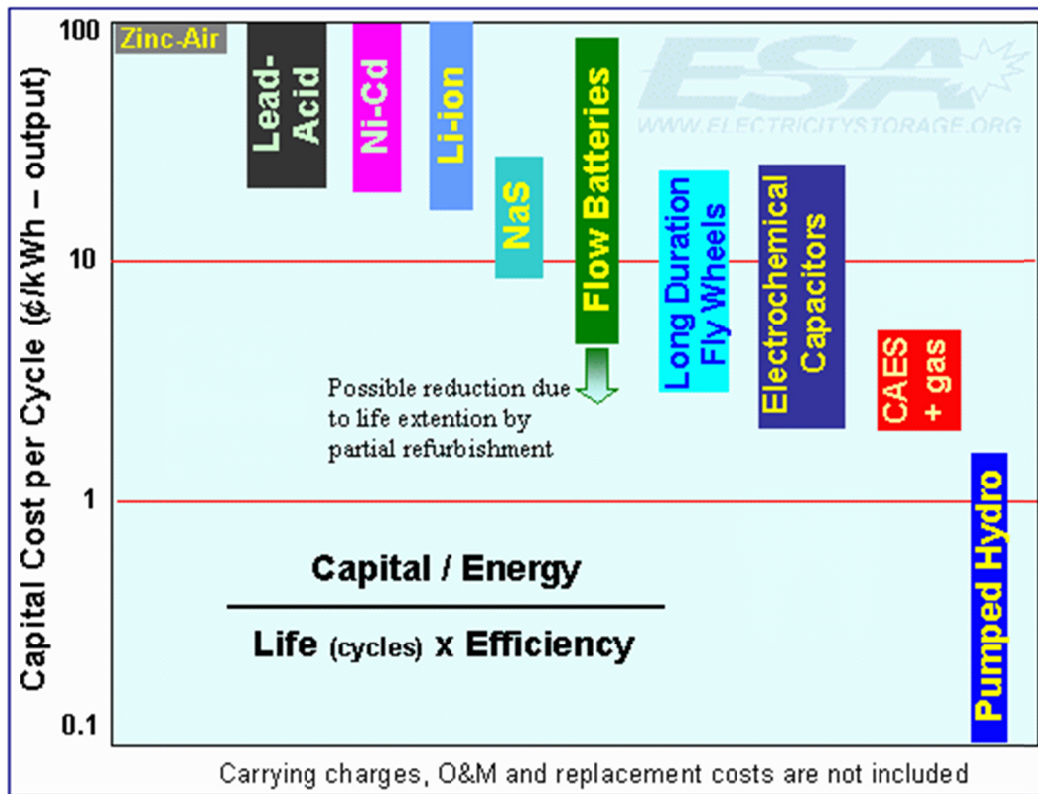 Capital Cost per Cycle (¢/kWh – output)
100
10
1
0.1
Zinc-Air
Lead-
Acid
Ni-Cd
Li-ion
NaS
Flow Batteries
Long Duration
Fly Wheels
Electrochemical
Capacitors
CAES
+ gas
Pumped Hydro
ESA
WWW.ELECTRICITYSTORAGE.ORG
Possible reduction due
to life extention by
partial refurbishment
Capital / Energy
Life (cycles) x Efficiency
Carrying charges, O&M and replacement costs are not included